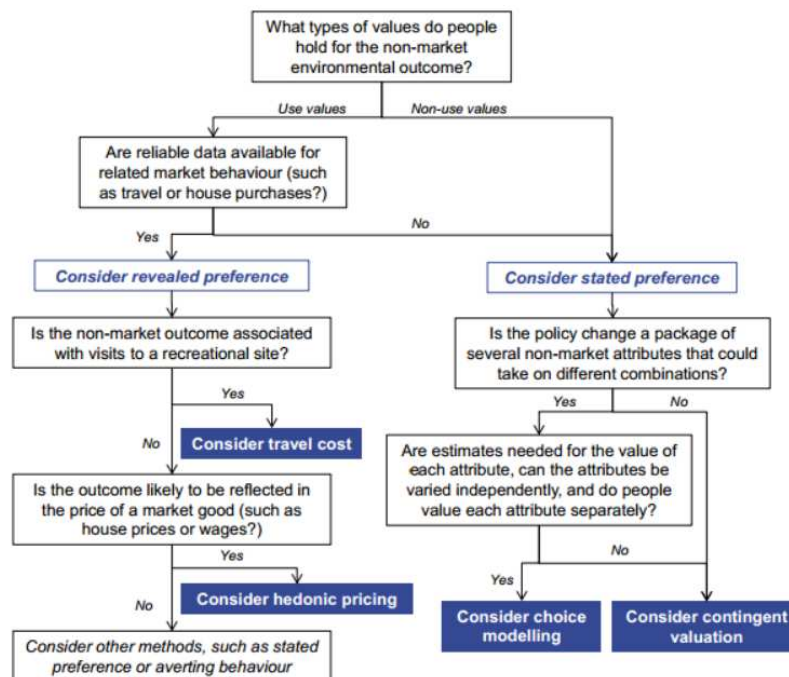 What types of values do people
hold for the non-market
environmental outcome?
Use values
Non-use values
Are reliable data available for
related market behaviour (such
as travel or house purchases?)
Yes
No
Consider revealed preference
Consider stated preference
Is the non-market outcome associated
with visits to a recreational site?
Is the policy change a package of
several non-market attributes that could
take on different combinations?
Yes
No
Consider travel cost
Yes
No
Are estimates needed for the value of
each attribute, can the attributes be
varied independently, and do people
value each attribute separately?
Is the outcome likely to be reflected in
the price of a market good (such as
house prices or wages?)
Yes
No
Consider hedonic pricing
Yes
No
Consider choice
modelling
Consider contingent
valuation
Consider other methods, such as stated
preference or averting behaviour